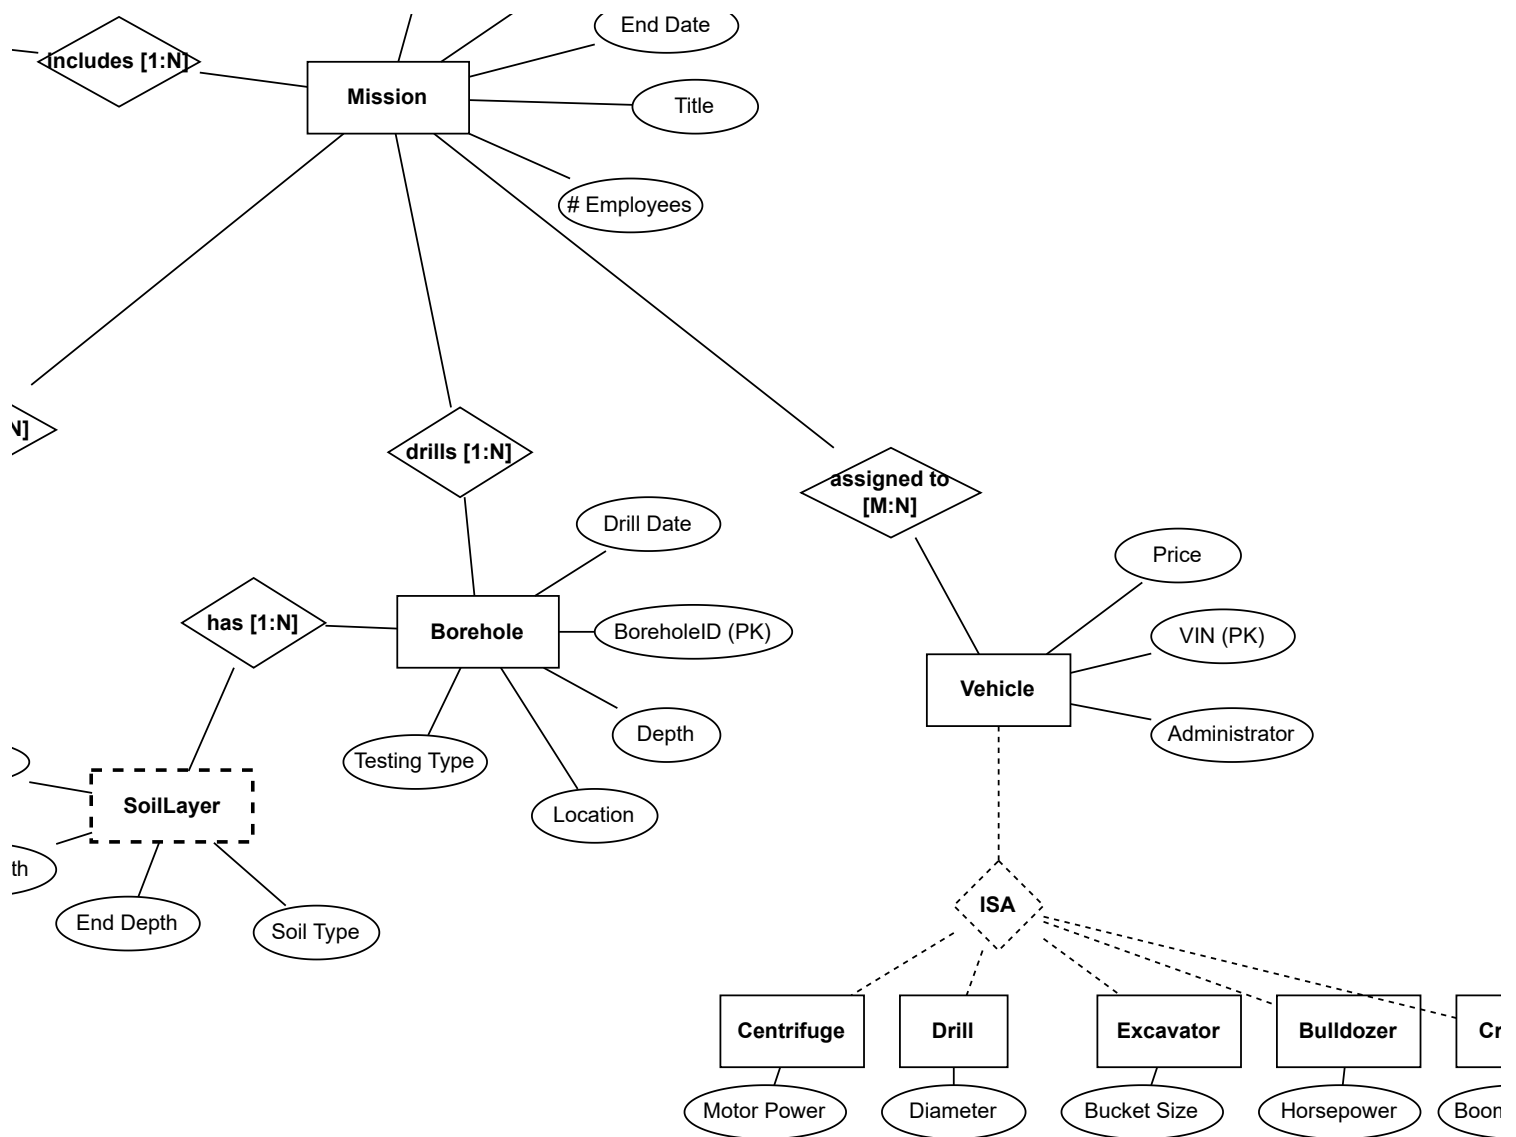 End Date
includes [1:N]
Mission
Title
# Employees
N]
drills [1:N]
assigned to
[M:N]
Drill Date
Price
has [1:N]
Borehole
BoreholeID (PK)
VIN (PK)
Vehicle
Depth
Administrator
Testing Type
SoilLayer
Location
th
End Depth
Soil Type
ISA
Centrifuge
Drill
Excavator
Bulldozer
Cr
Motor Power
Diameter
Bucket Size
Horsepower